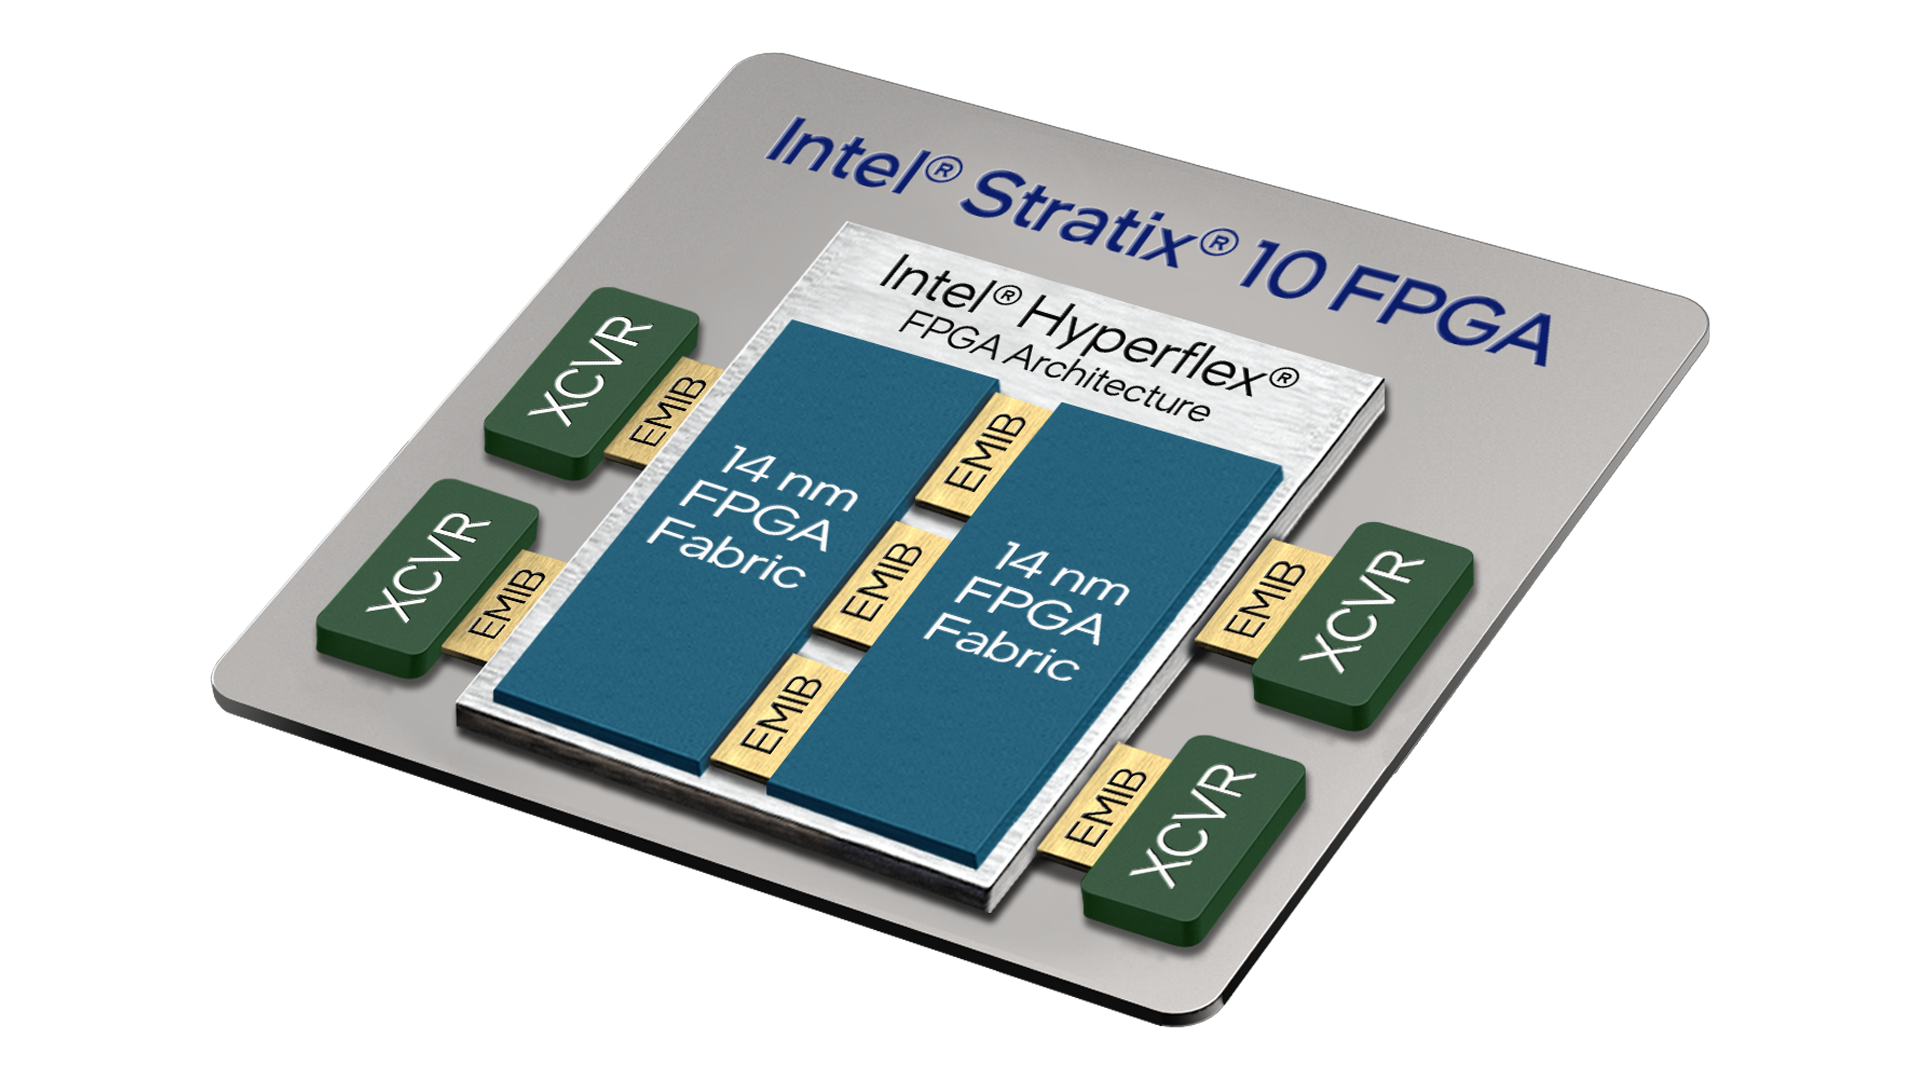 Intel® Stratix® 10 FPGA
Intel® Hyperflex®
FPGA Architecture
XCVR
EMIB
XCVR
EMIB
14 nm
FPGA
Fabric
EMIB
EMIB
EMIB
14 nm
FPGA
Fabric
EMIB
XCVR
EMIB
XCVR